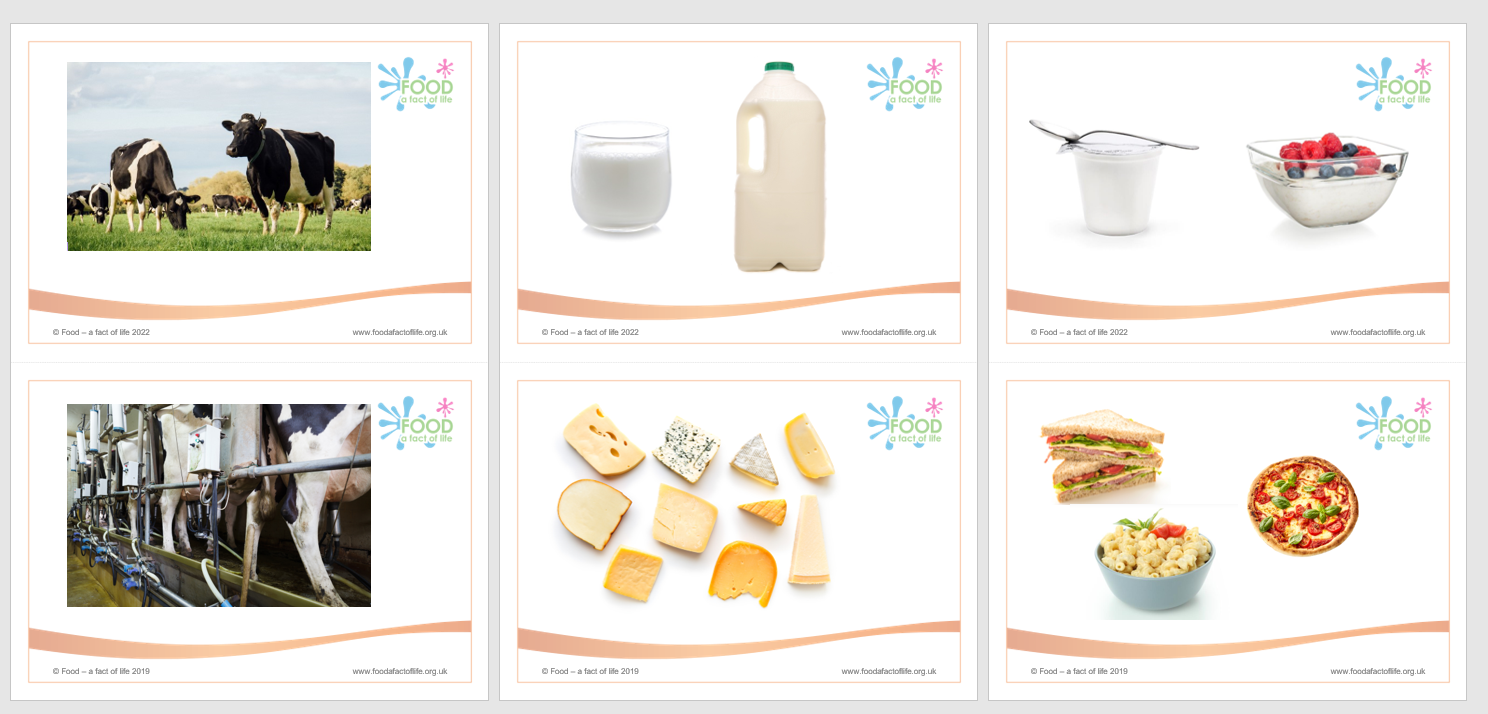 FOOD
a fact of life
© Food – a fact of life 2022
www.foodafactoflife.org.uk
FOOD
a fact of life
© Food – a fact of life 2022
www.foodafactoflife.org.uk
FOOD
a fact of life
© Food – a fact of life 2022
www.foodafactoflife.org.uk
FOOD
a fact of life
© Food – a fact of life 2019
www.foodafactoflife.org.uk
FOOD
a fact of life
© Food – a fact of life 2019
www.foodafactoflife.org.uk
FOOD
a fact of life
© Food – a fact of life 2019
www.foodafactoflife.org.uk